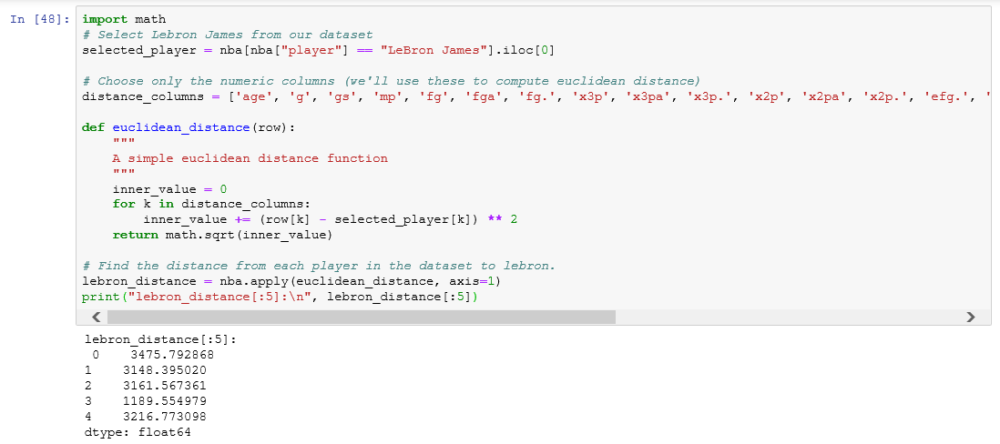 In [48]: import math
# Select Lebron James from our dataset
selected_player = nba[nba["player"] == "LeBron James"].iloc[0]
# Choose only the numeric columns (we'll use these to compute euclidean distance)
distance_columns = ['age', 'g', 'gs', 'mp', 'fg', 'fga', 'fg.', 'x3p', 'x3pa', 'x3p.', 'x2p', 'x2pa', 'x2p.', 'efg.', '
def euclidean_distance(row):
"""
A simple euclidean distance function
"""
inner_value = 0
for k in distance_columns:
inner_value += (row[k] - selected_player[k]) ** 2
return math.sqrt(inner_value)
# Find the distance from each player in the dataset to lebron.
lebron_distance = nba.apply(euclidean_distance, axis=1)
print("lebron_distance[:5]:\n", lebron_distance[:5])
lebron_distance[:5]:
0 3475.792868
1 3148.395020
2 3161.567361
3 1189.554979
4 3216.773098
dtype: float64